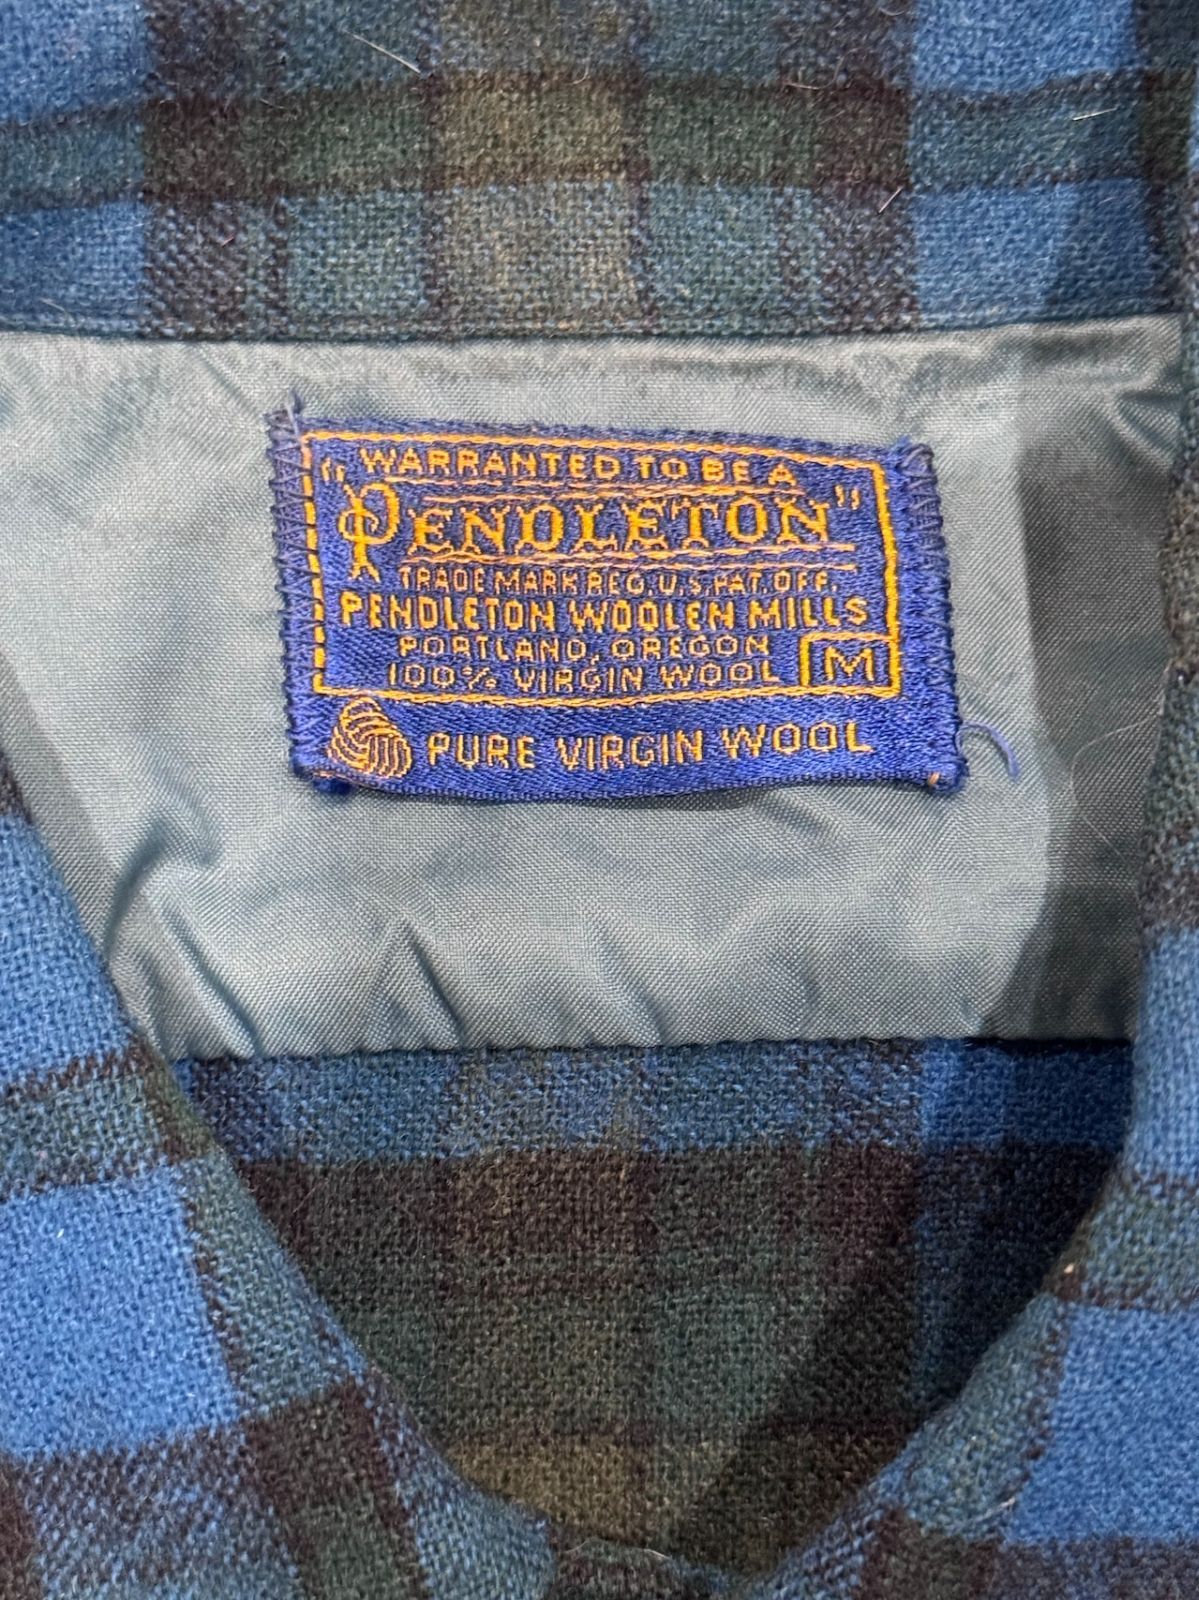 WARRANTED TO BE A
"PENDLETON"
TRADE MARK REG. U.S. PAT. OFF.
PENDLETON WOOLEN MILLS
PORTLAND, OREGON
100% VIRGIN WOOL M
PURE VIRGIN WOOL